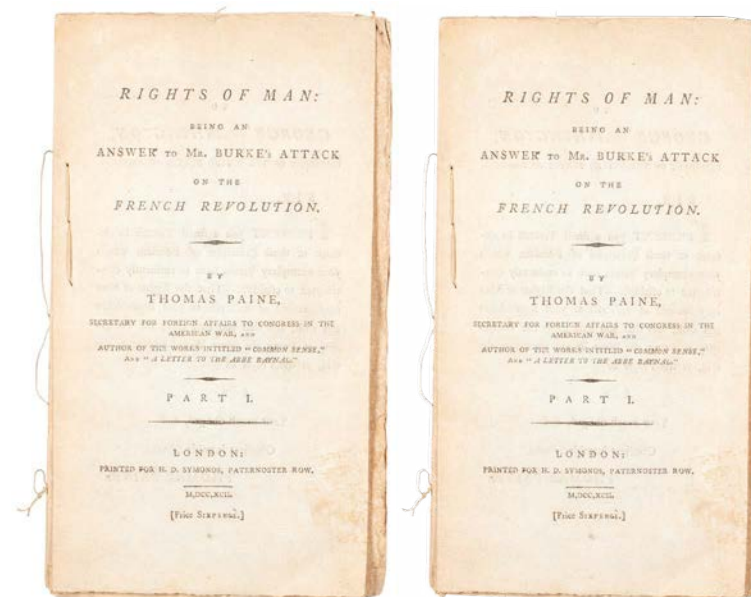 RIGHTS OF MAN:
BEING AN
ANSWER TO MR. BURKE'S ATTACK
ON THE
FRENCH REVOLUTION.
BY
THOMAS PAINE,
SECRETARY FOR FOREIGN AFFAIRS TO CONGRESS IN THE
AMERICAN WAR, AND
AUTHOR OF THE WORKS INTITLED "COMMON SENSE,"
AND "A LETTER TO THE ABBE RAYNAL."
PART I.
LONDON:
PRINTED FOR H. D. SYMONDS, PATERNOSTER ROW.
M,DCC,XCII.
[Price SIXPENCE.]
RIGHTS OF MAN:
BEING AN
ANSWER TO MR. BURKE'S ATTACK
ON THE
FRENCH REVOLUTION.
BY
THOMAS PAINE,
SECRETARY FOR FOREIGN AFFAIRS TO CONGRESS IN THE
AMERICAN WAR, AND
AUTHOR OF THE WORKS INTITLED "COMMON SENSE,"
AND "A LETTER TO THE ABBE RAYNAL."
PART I.
LONDON:
PRINTED FOR H. D. SYMONDS, PATERNOSTER ROW.
M,DCC,XCII.
[Price SIXPENCE.]